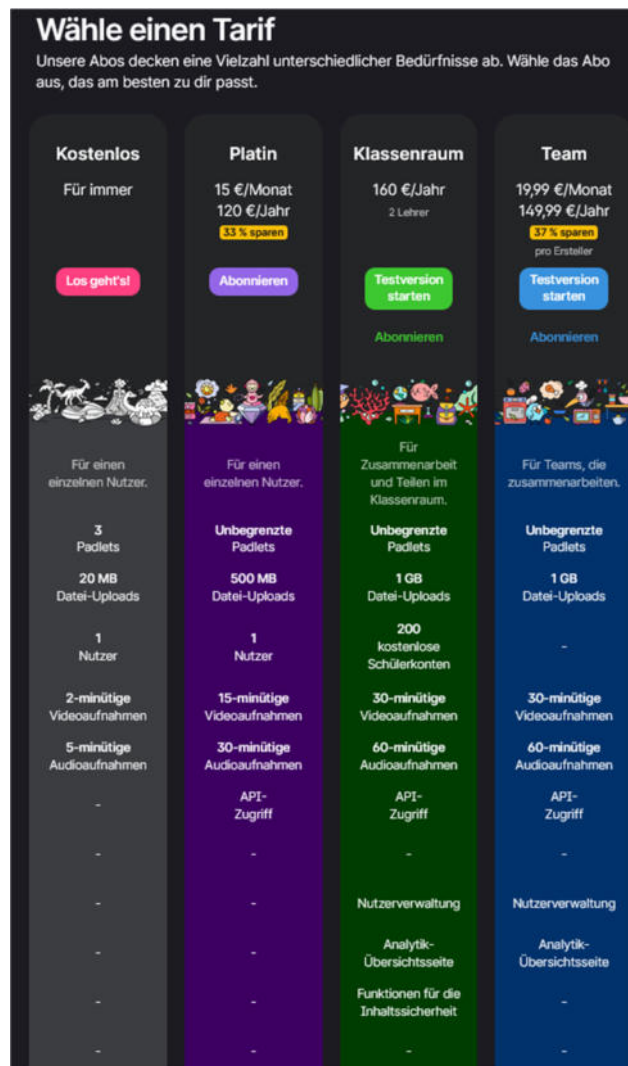 Wähle einen Tarif
Unsere Abos decken eine Vielzahl unterschiedlicher Bedürfnisse ab. Wähle das Abo
aus, das am besten zu dir passt.
Kostenlos
Für immer
Los geht's!
Für einen
einzelnen Nutzer.
3
Padlets
20 MB
Datei-Uploads
1
Nutzer
2-minütige
Videoaufnahmen
5-minütige
Audioaufnahmen
-
-
-
-
-
-
Platin
15 €/Monat
120 €/Jahr
33 % sparen
Abonnieren
Für einen
einzelnen Nutzer.
Unbegrenzte
Padlets
500 MB
Datei-Uploads
1
Nutzer
15-minütige
Videoaufnahmen
30-minütige
Audioaufnahmen
API-
Zugriff
-
-
-
-
-
Klassenraum
160 €/Jahr
2 Lehrer
Testversion
starten
Abonnieren
Für
Zusammenarbeit
und Teilen im
Klassenraum.
Unbegrenzte
Padlets
1 GB
Datei-Uploads
200
kostenlose
Schülerkonten
30-minütige
Videoaufnahmen
60-minütige
Audioaufnahmen
API-
Zugriff
-
Nutzerverwaltung
Analytik-
Übersichtsseite
Funktionen für die
Inhaltssicherheit
-
Team
19,99 €/Monat
149,99 €/Jahr
37 % sparen
pro Ersteller
Testversion
starten
Abonnieren
Für Teams, die
zusammenarbeiten.
Unbegrenzte
Padlets
1 GB
Datei-Uploads
-
30-minütige
Videoaufnahmen
60-minütige
Audioaufnahmen
API-
Zugriff
-
Nutzerverwaltung
Analytik-
Übersichtsseite
-
-